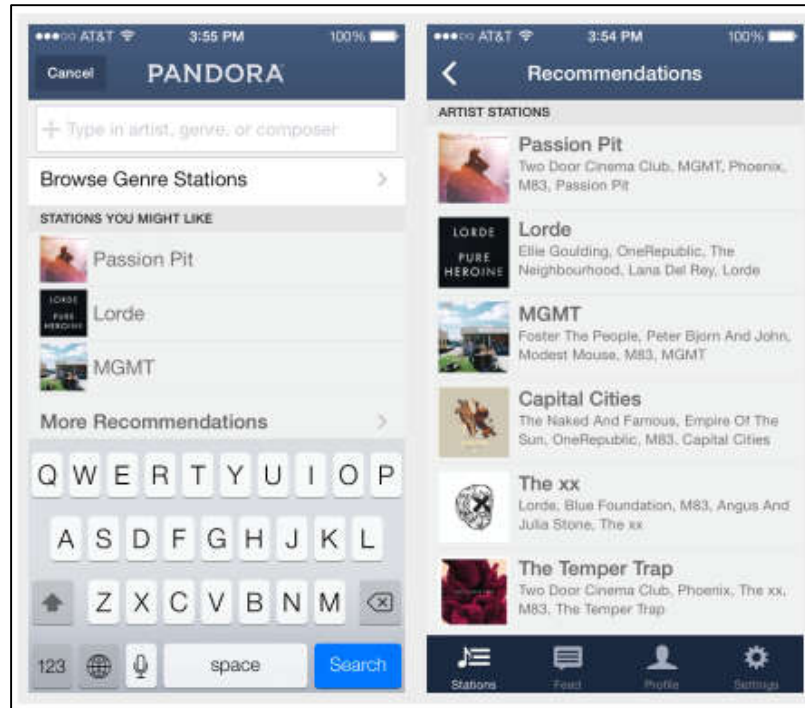 AT&T 3:55 PM 100%
Cancel PANDORA
Type in artist, genre, or composer
Browse Genre Stations
STATIONS YOU MIGHT LIKE
Passion Pit
LORDE
PURE
HEROINE
Lorde
MGMT
More Recommendations
Q W E R T Y U I O P
A S D F G H J K L
Z X C V B N M
123 space Search
AT&T 3:54 PM 100%
Recommendations
ARTIST STATIONS
Passion Pit
Two Door Cinema Club, MGMT, Phoenix,
M83, Passion Pit
LORDE
PURE
HEROINE
Lorde
Ellie Goulding, OneRepublic, The
Neighbourhood, Lana Del Rey, Lorde
MGMT
Foster The People, Peter Bjorn And John,
Modest Mouse, M83, MGMT
Capital Cities
The Naked And Famous, Empire Of The
Sun, OneRepublic, M83, Capital Cities
The xx
Lorde, Blue Foundation, M83, Angus And
Julia Stone, The xx
The Temper Trap
Two Door Cinema Club, Phoenix, The xx,
M83, The Temper Trap
Stations Feed Profile Settings